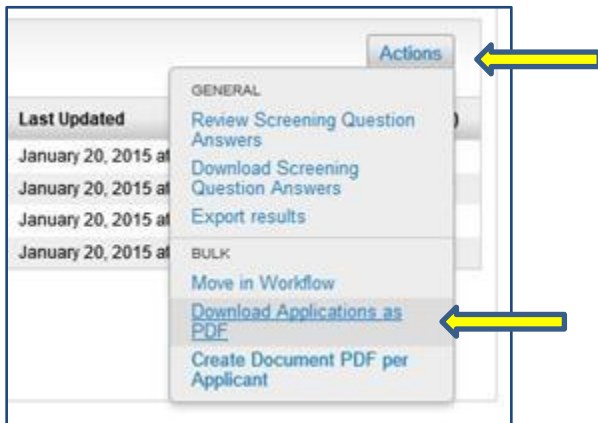 Actions
GENERAL
Last Updated
Review Screening Question
)
Answers
January 20, 2015 at
Download Screening
January 20, 2015 at
Question Answers
January 20, 2015 at
Export results
January 20, 2015 at
BULK
Move in Workflow
Download Applications as
PDF
Create Document PDF per
Applicant